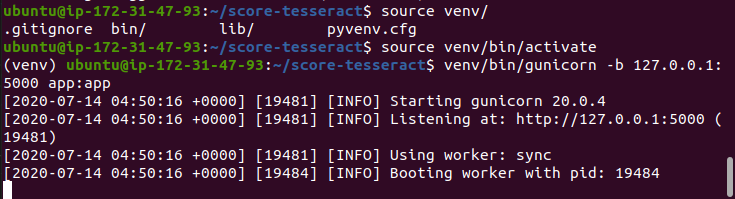 ubuntu@ip-172-31-47-93:~/score-tesseract$ source venv/
.gitignore  bin/        lib/        pyvenv.cfg
ubuntu@ip-172-31-47-93:~/score-tesseract$ source venv/bin/activate
(venv) ubuntu@ip-172-31-47-93:~/score-tesseract$ venv/bin/gunicorn -b 127.0.0.1:
5000 app:app
[2020-07-14 04:50:16 +0000] [19481] [INFO] Starting gunicorn 20.0.4
[2020-07-14 04:50:16 +0000] [19481] [INFO] Listening at: http://127.0.0.1:5000 (
19481)
[2020-07-14 04:50:16 +0000] [19481] [INFO] Using worker: sync
[2020-07-14 04:50:16 +0000] [19484] [INFO] Booting worker with pid: 19484